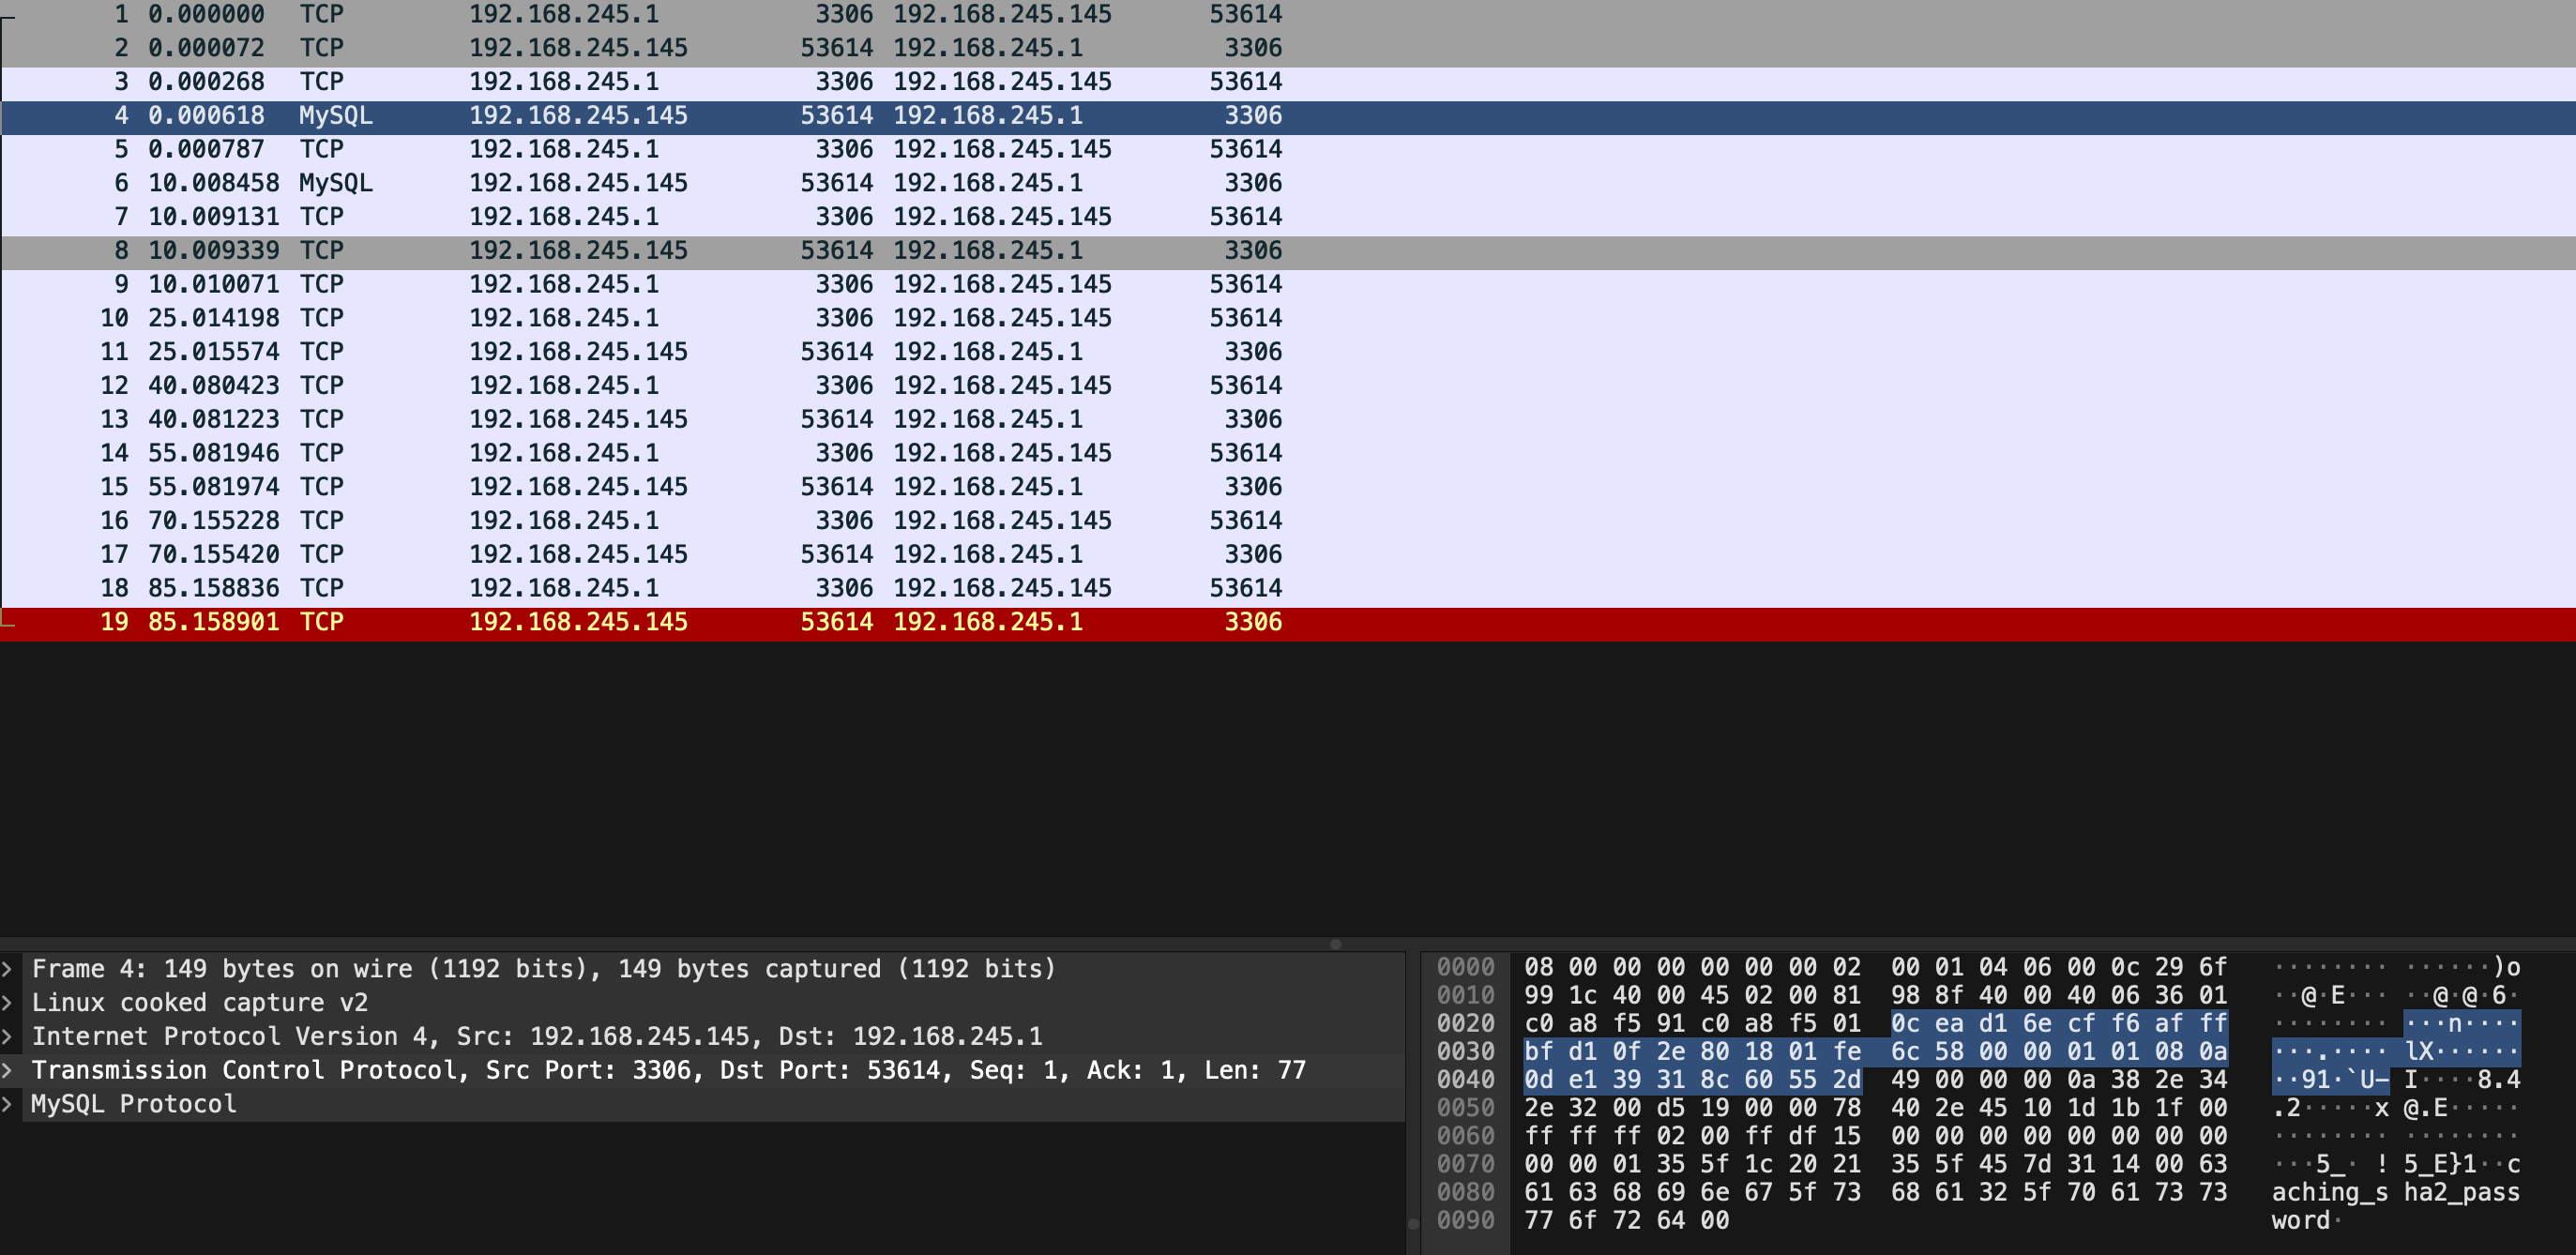 1 0.000000 TCP 192.168.245.1 3306 192.168.245.145 53614
2 0.000072 TCP 192.168.245.145 53614 192.168.245.1 3306
3 0.000268 TCP 192.168.245.1 3306 192.168.245.145 53614
4 0.000618 MySQL 192.168.245.145 53614 192.168.245.1 3306
5 0.000787 TCP 192.168.245.1 3306 192.168.245.145 53614
6 10.008458 MySQL 192.168.245.145 53614 192.168.245.1 3306
7 10.009131 TCP 192.168.245.1 3306 192.168.245.145 53614
8 10.009339 TCP 192.168.245.145 53614 192.168.245.1 3306
9 10.010071 TCP 192.168.245.1 3306 192.168.245.145 53614
10 25.014198 TCP 192.168.245.1 3306 192.168.245.145 53614
11 25.015574 TCP 192.168.245.145 53614 192.168.245.1 3306
12 40.080423 TCP 192.168.245.1 3306 192.168.245.145 53614
13 40.081223 TCP 192.168.245.145 53614 192.168.245.1 3306
14 55.081946 TCP 192.168.245.1 3306 192.168.245.145 53614
15 55.081974 TCP 192.168.245.145 53614 192.168.245.1 3306
16 70.155228 TCP 192.168.245.1 3306 192.168.245.145 53614
17 70.155420 TCP 192.168.245.145 53614 192.168.245.1 3306
18 85.158836 TCP 192.168.245.1 3306 192.168.245.145 53614
19 85.158901 TCP 192.168.245.145 53614 192.168.245.1 3306
Frame 4: 149 bytes on wire (1192 bits), 149 bytes captured (1192 bits)
Linux cooked capture v2
Internet Protocol Version 4, Src: 192.168.245.145, Dst: 192.168.245.1
Transmission Control Protocol, Src Port: 3306, Dst Port: 53614, Seq: 1, Ack: 1, Len: 77
MySQL Protocol
0000 08 00 00 00 00 00 00 02 00 01 04 06 00 0c 29 6f ········ ······)o
0010 99 1c 40 00 45 02 00 81 98 8f 40 00 40 06 36 01 ··@·E··· ··@·@·6·
0020 c0 a8 f5 91 c0 a8 f5 01 0c ea d1 6e cf f6 af ff ········ ···n····
0030 bf d1 0f 2e 80 18 01 fe 6c 58 00 00 01 01 08 0a ···.···· lX······
0040 0d e1 39 31 8c 60 55 2d 49 00 00 00 0a 38 2e 34 ··91·`U- I····8.4
0050 2e 32 00 d5 19 00 00 78 40 2e 45 10 1d 1b 1f 00 .2·····x @.E·····
0060 ff ff ff 02 00 ff df 15 00 00 00 00 00 00 00 00 ········ ········
0070 00 00 01 35 5f 1c 20 21 35 5f 45 7d 31 14 00 63 ···5_· ! 5_E}1··c
0080 61 63 68 69 6e 67 5f 73 68 61 32 5f 70 61 73 73 aching_s ha2_pass
0090 77 6f 72 64 00 word·